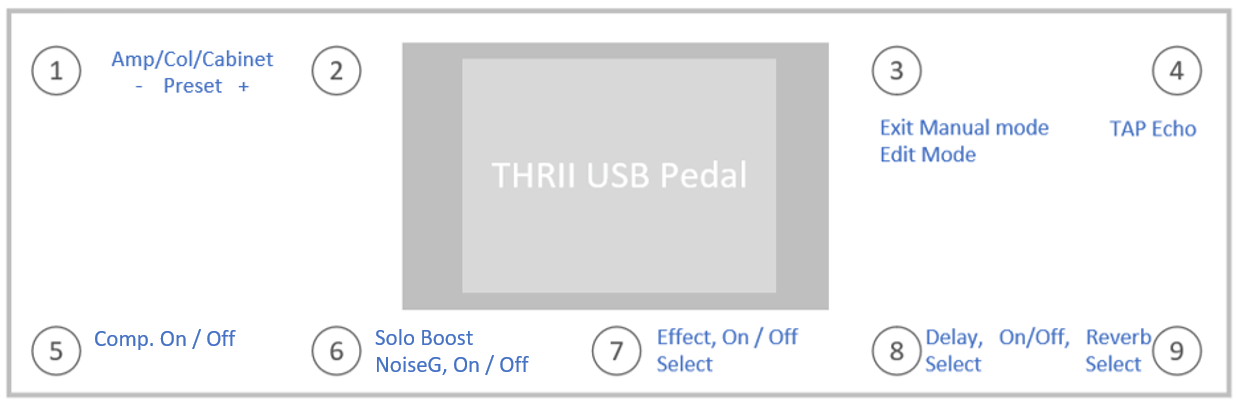 1 Amp/Col/Cabinet 2 3 4
- Preset +
Exit Manual mode TAP Echo
Edit Mode
THRII USB Pedal
5 Comp. On / Off 6 Solo Boost 7 Effect, On / Off 8 Delay, On/Off, Reverb 9
NoiseG, On / Off Select Select Select